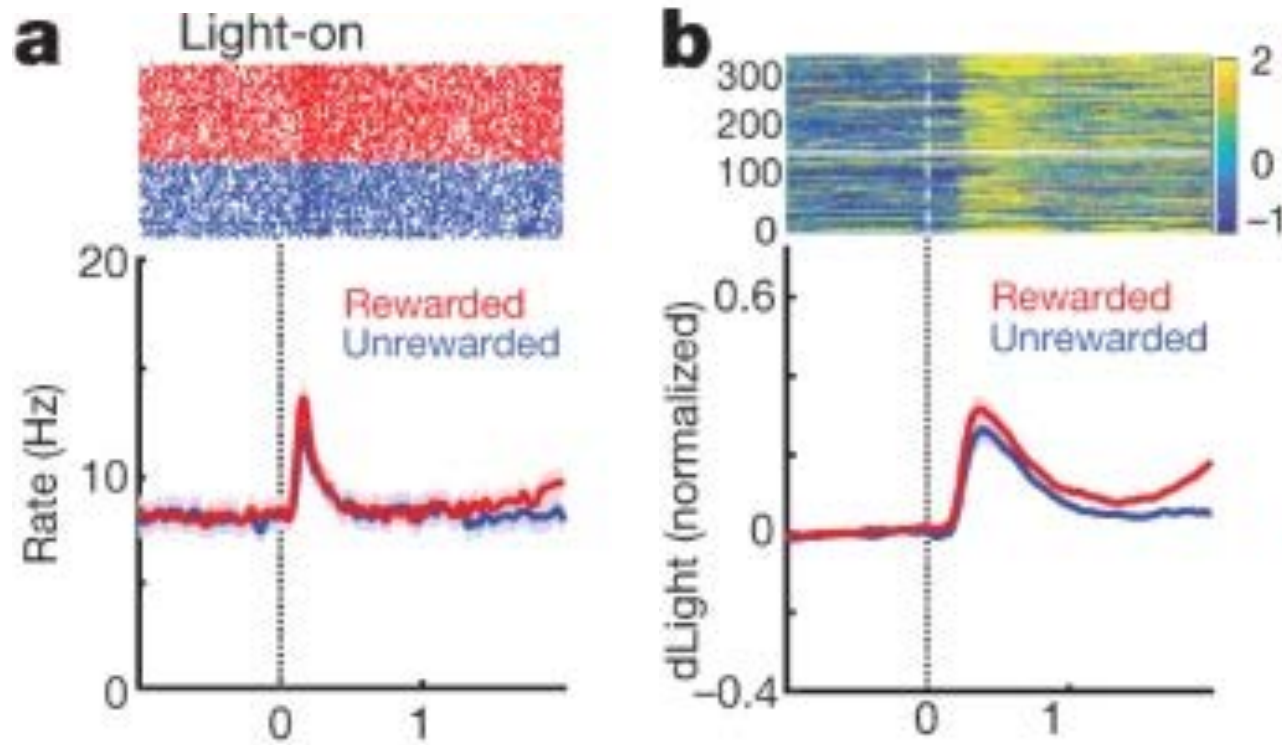 a
Light-on
20
10
0
Rate (Hz)
Rewarded
Unrewarded
0 1
b
300
200
100
0
2
0
−1
0.6
0
−0.4
dLight (normalized)
Rewarded
Unrewarded
0 1